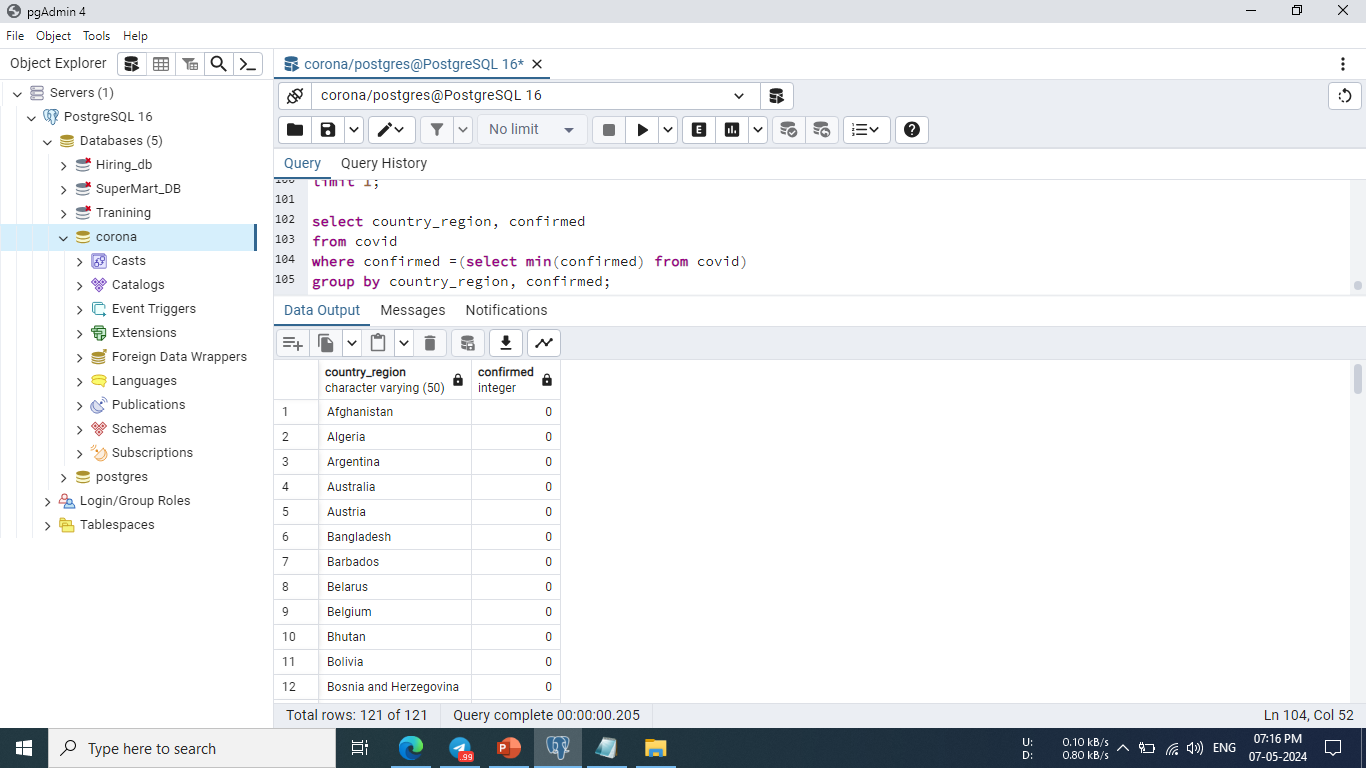 pgAdmin 4
File Object Tools Help
Object Explorer
corona/postgres@PostgreSQL 16*
Servers (1)
PostgreSQL 16
Databases (5)
Hiring_db
SuperMart_DB
Tranining
corona
Casts
Catalogs
Event Triggers
Extensions
Foreign Data Wrappers
Languages
Publications
Schemas
Subscriptions
postgres
Login/Group Roles
Tablespaces
corona/postgres@PostgreSQL 16
No limit
E
Query Query History
100 limit 1;
101
102 select country_region, confirmed
103 from covid
104 where confirmed =(select min(confirmed) from covid)
105 group by country_region, confirmed;
Data Output Messages Notifications
country_region confirmed
character varying (50) integer
1 Afghanistan 0
2 Algeria 0
3 Argentina 0
4 Australia 0
5 Austria 0
6 Bangladesh 0
7 Barbados 0
8 Belarus 0
9 Belgium 0
10 Bhutan 0
11 Bolivia 0
12 Bosnia and Herzegovina 0
Total rows: 121 of 121 Query complete 00:00:00.205 Ln 104, Col 52
Type here to search
99
U: 0.10 kB/s
D: 0.80 kB/s
ENG
07:16 PM
07-05-2024